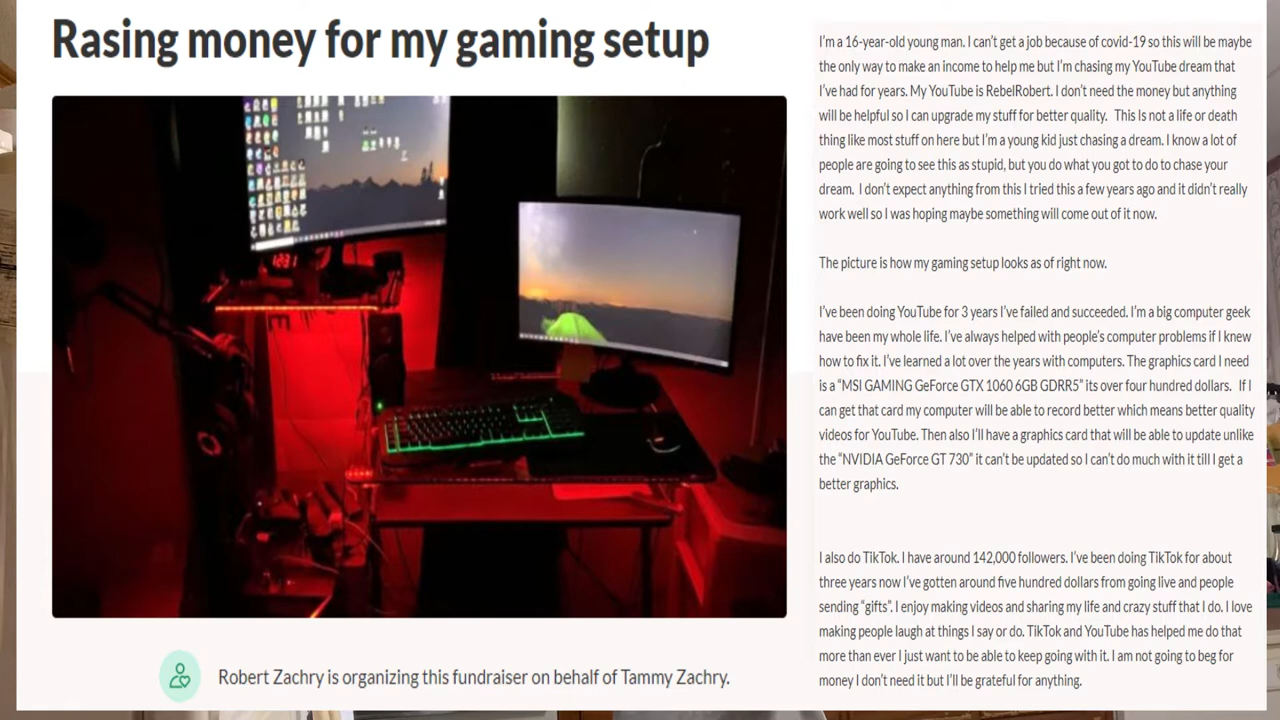 Rasing money for my gaming setup
12:31
Robert Zachry is organizing this fundraiser on behalf of Tammy Zachry.
I'm a 16-year-old young man. I can't get a job because of covid-19 so this will be maybe
the only way to make an income to help me but I'm chasing my YouTube dream that
I've had for years. My YouTube is RebelRobert. I don't need the money but anything
will be helpful so I can upgrade my stuff for better quality. This Is not a life or death
thing like most stuff on here but I'm a young kid just chasing a dream. I know a lot of
people are going to see this as stupid, but you do what you got to do to chase your
dream. I don't expect anything from this I tried this a few years ago and it didn't really
work well so I was hoping maybe something will come out of it now.
The picture is how my gaming setup looks as of right now.
I've been doing YouTube for 3 years I've failed and succeeded. I'm a big computer geek
have been my whole life. I've always helped with people's computer problems if I knew
how to fix it. I've learned a lot over the years with computers. The graphics card I need
is a “MSI GAMING GeForce GTX 1060 6GB GDRR5” its over four hundred dollars. If I
can get that card my computer will be able to record better which means better quality
videos for YouTube. Then also I'll have a graphics card that will be able to update unlike
the “NVIDIA GeForce GT 730” it can't be updated so I can't do much with it till I get a
better graphics.
I also do TikTok. I have around 142,000 followers. I've been doing TikTok for about
three years now I've gotten around five hundred dollars from going live and people
sending “gifts”. I enjoy making videos and sharing my life and crazy stuff that I do. I love
making people laugh at things I say or do. TikTok and YouTube has helped me do that
more than ever I just want to be able to keep going with it. I am not going to beg for
money I don't need it but I'll be grateful for anything.